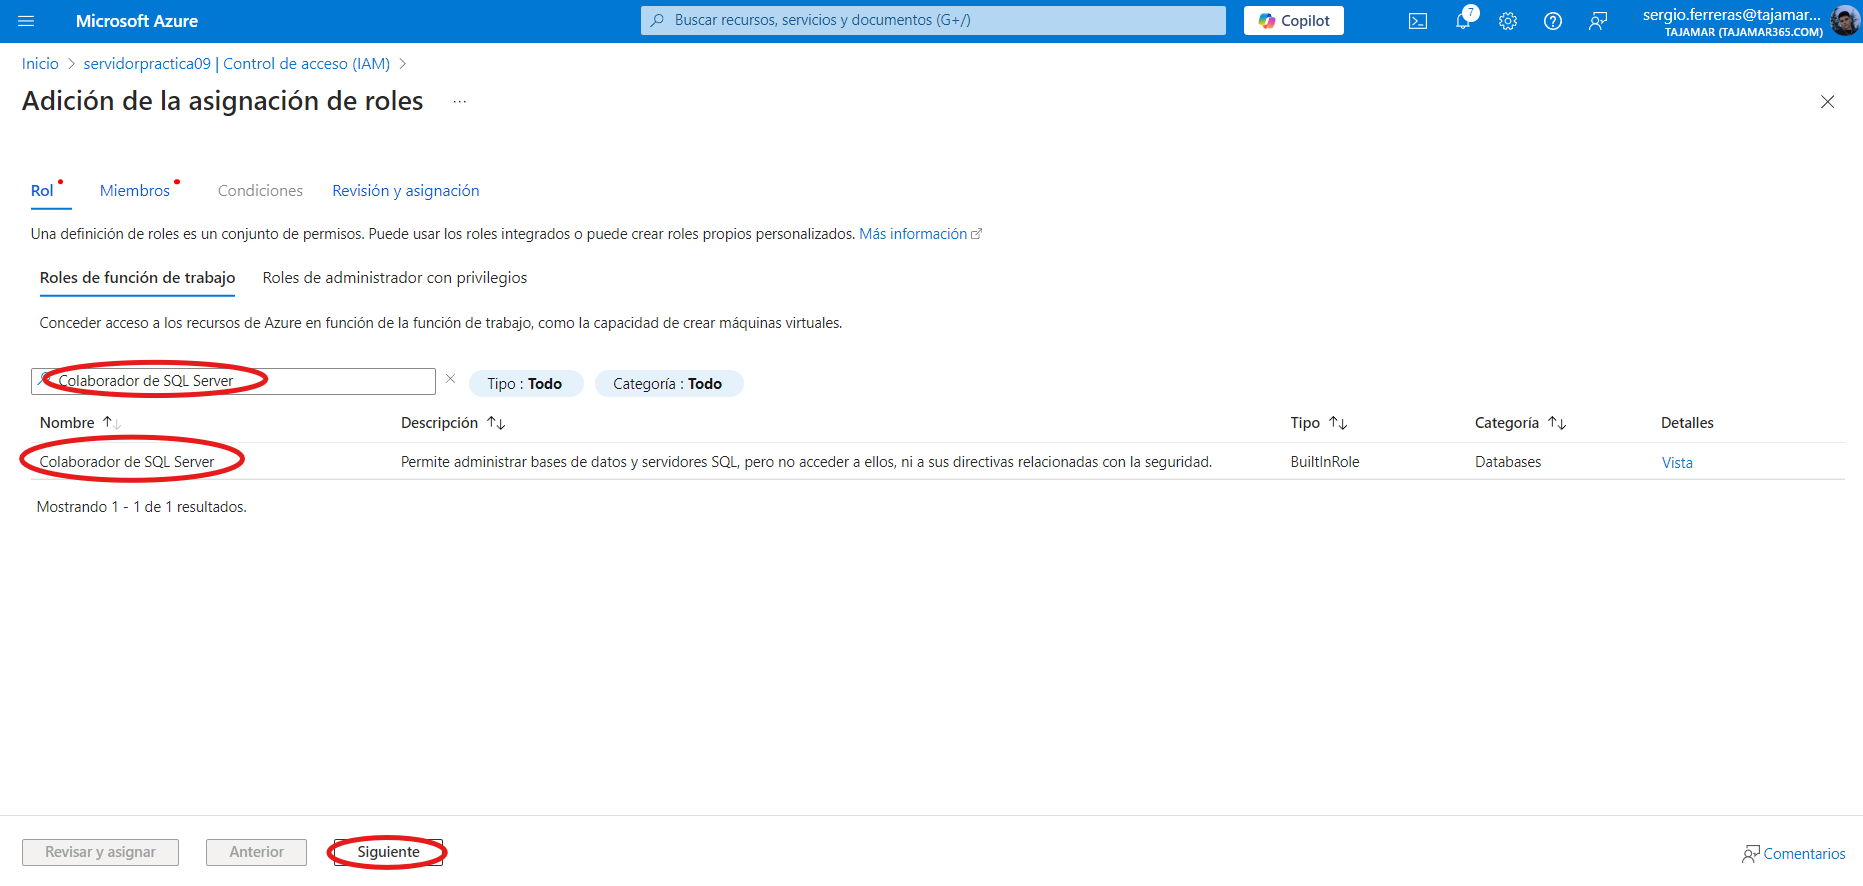 Microsoft Azure
Buscar recursos, servicios y documentos (G+/)
Copilot
7
sergio.ferreras@tajamar...
TAJAMAR (TAJAMAR365.COM)
Inicio > servidorpractica09 | Control de acceso (IAM) >
Adición de la asignación de roles ...
Rol Miembros Condiciones Revisión y asignación
Una definición de roles es un conjunto de permisos. Puede usar los roles integrados o puede crear roles propios personalizados. Más información
Roles de función de trabajo Roles de administrador con privilegios
Conceder acceso a los recursos de Azure en función de la función de trabajo, como la capacidad de crear máquinas virtuales.
Colaborador de SQL Server Tipo : Todo Categoría : Todo
Nombre Descripción Tipo Categoría Detalles
Colaborador de SQL Server Permite administrar bases de datos y servidores SQL, pero no acceder a ellos, ni a sus directivas relacionadas con la seguridad. BuiltInRole Databases Vista
Mostrando 1 - 1 de 1 resultados.
Revisar y asignar Anterior Siguiente Comentarios